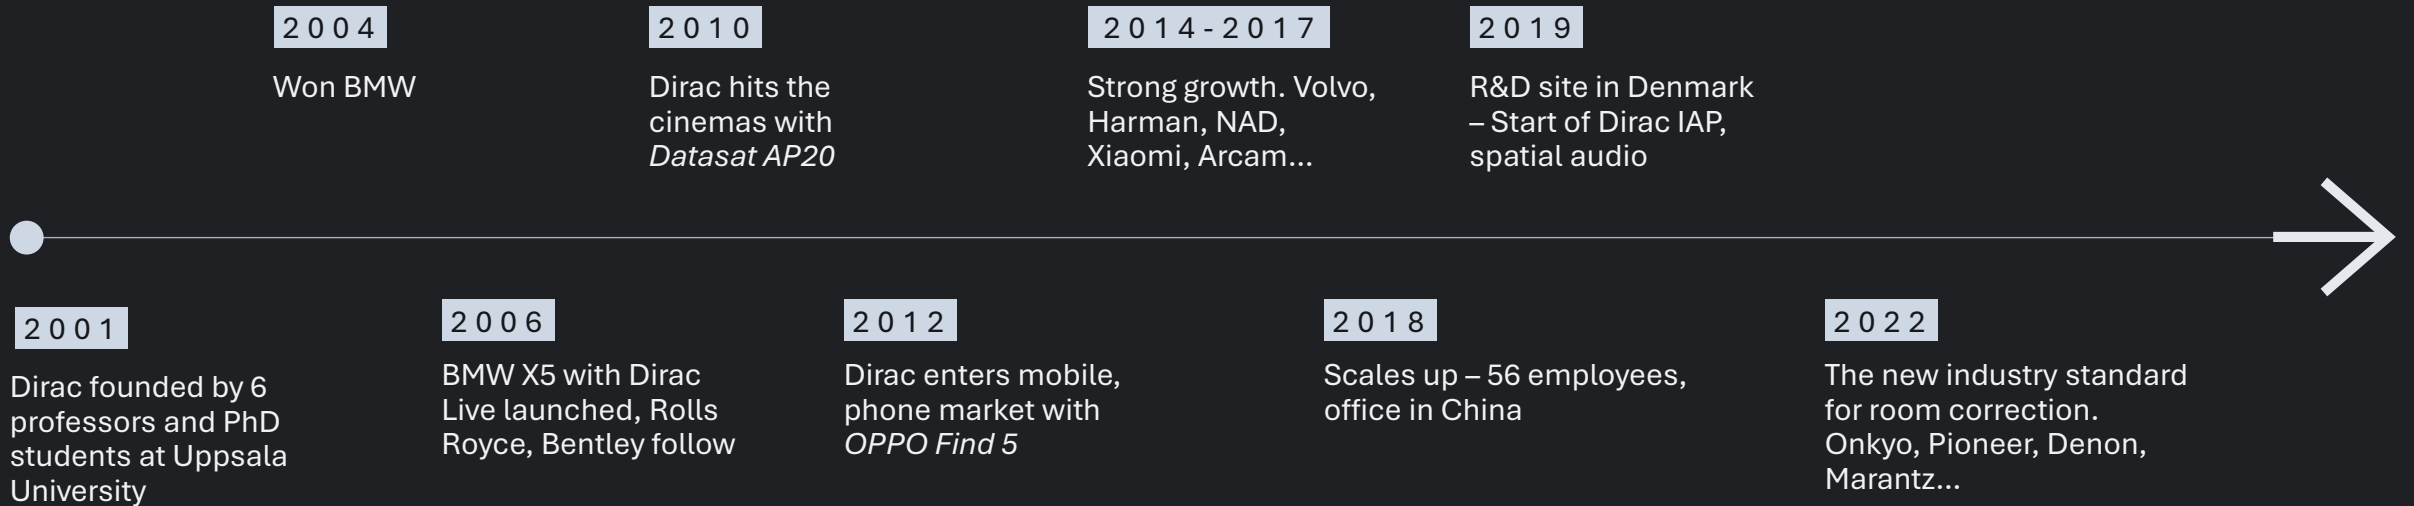 2004
Won BMW
2010
Dirac hits the
cinemas with
Datasat AP20
2014-2017
Strong growth. Volvo,
Harman, NAD,
Xiaomi, Arcam...
2019
R&D site in Denmark
– Start of Dirac IAP,
spatial audio
2001
Dirac founded by 6
professors and PhD
students at Uppsala
University
2006
BMW X5 with Dirac
Live launched, Rolls
Royce, Bentley follow
2012
Dirac enters mobile,
phone market with
OPPO Find 5
2018
Scales up – 56 employees,
office in China
2022
The new industry standard
for room correction.
Onkyo, Pioneer, Denon,
Marantz...